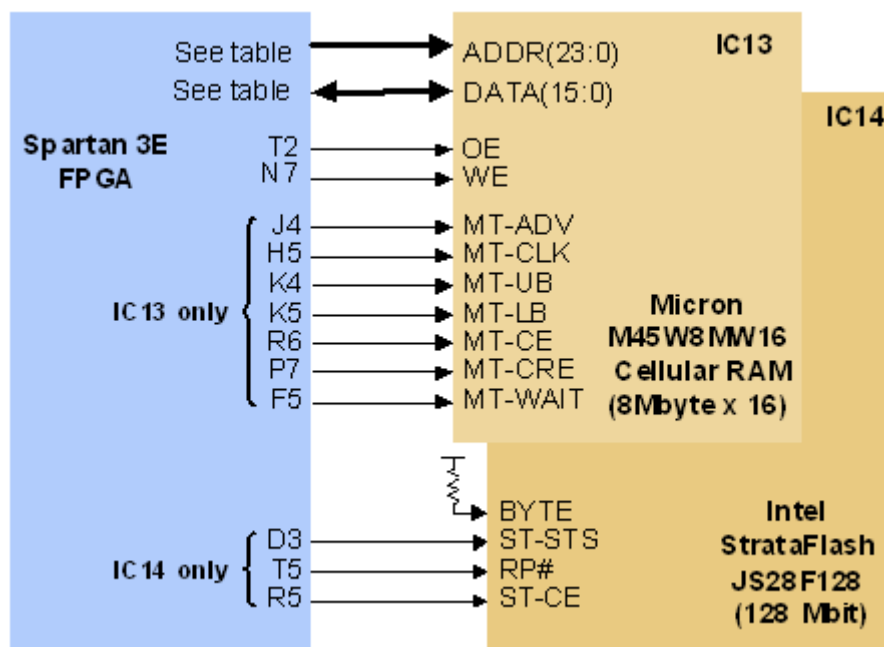 See table ADDR(23:0) IC13
See table DATA(15:0)
IC14
Spartan 3E
FPGA
T2 OE
N7 WE
J4 MT-ADV
H5 MT-CLK
K4 MT-UB
IC13 only K5 MT-LB
R6 MT-CE
P7 MT-CRE
F5 MT-WAIT
Micron
M45W8MW16
Cellular RAM
(8Mbyte x 16)
BYTE
D3 ST-STS
IC14 only T5 RP#
R5 ST-CE
Intel
StrataFlash
JS28F128
(128 Mbit)